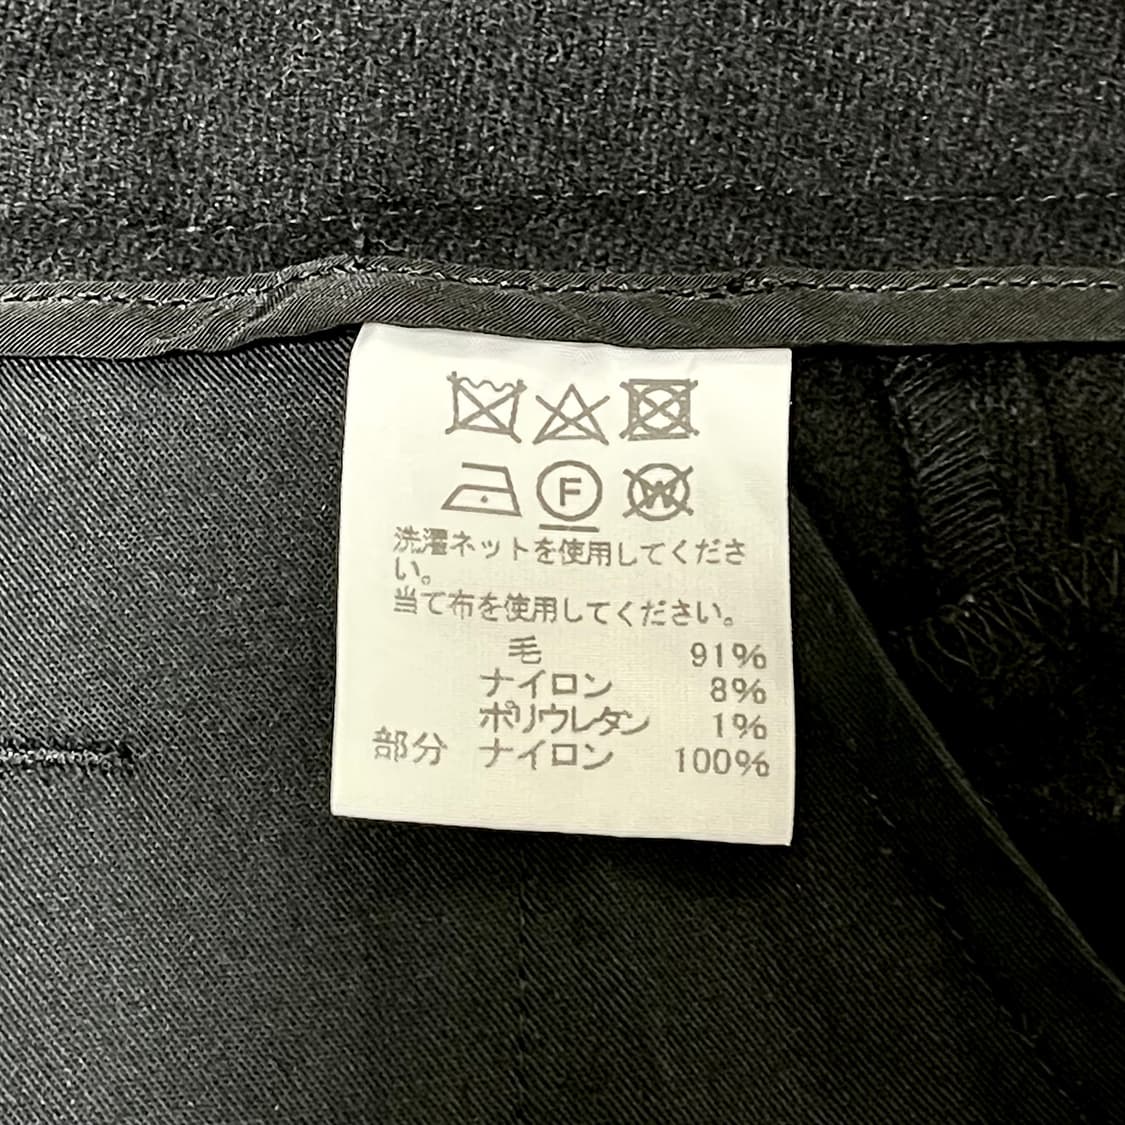 F W
洗濯ネットを使用してくださ
い。
当て布を使用してください。
毛 91%
ナイロン 8%
ポリウレタン 1%
部分 ナイロン 100%